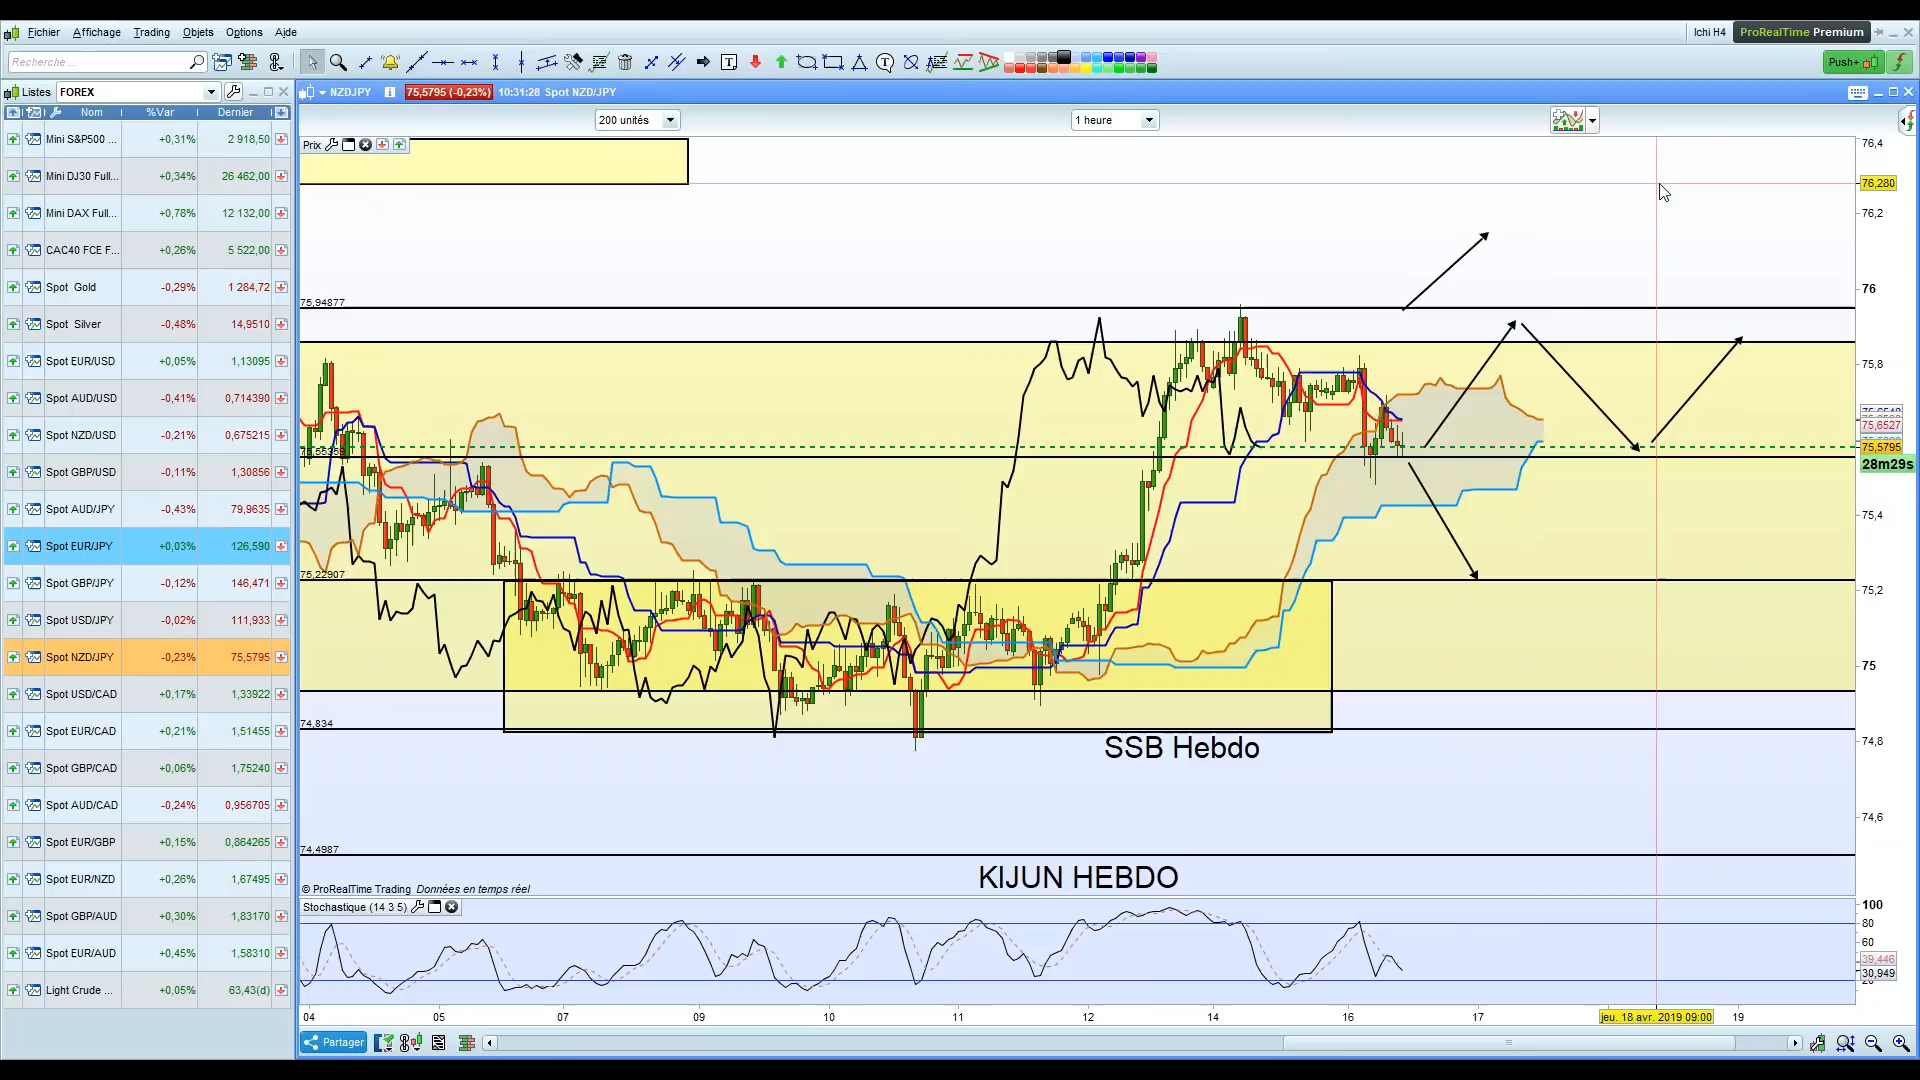 Fichier Affichage Trading Objets Options Aide
Ichi H4 ProRealTime Premium
Recherche ...
Push+
Listes FOREX
NZDJPY 75,5795 (-0,23%) 10:31:28 Spot NZD/JPY
Nom %Var Dernier
200 unités
1 heure
Mini S&P500 ... +0,31% 2 918,50
Mini DJ30 Full... +0,34% 26 462,00
Mini DAX Full... +0,78% 12 132,00
CAC40 FCE F... +0,26% 5 522,00
Spot Gold -0,29% 1 284,72
Spot Silver -0,48% 14,9510
Spot EUR/USD +0,05% 1,13095
Spot AUD/USD -0,41% 0,714390
Spot NZD/USD -0,21% 0,675215
Spot GBP/USD -0,11% 1,30856
Spot AUD/JPY -0,43% 79,9635
Spot EUR/JPY +0,03% 126,590
Spot GBP/JPY -0,12% 146,471
Spot USD/JPY -0,02% 111,933
Spot NZD/JPY -0,23% 75,5795
Spot USD/CAD +0,17% 1,33922
Spot EUR/CAD +0,21% 1,51455
Spot GBP/CAD +0,06% 1,75240
Spot AUD/CAD -0,24% 0,956705
Spot EUR/GBP +0,15% 0,864265
Spot EUR/NZD +0,26% 1,67495
Spot GBP/AUD +0,30% 1,83170
Spot EUR/AUD +0,45% 1,58310
Light Crude ... +0,05% 63,43(d)
Prix
75,94877
75,55359
75,22907
74,834
74,4987
SSB Hebdo
KIJUN HEBDO
© ProRealTime Trading Données en temps réel
76,4
76,280
76,2
76
75,8
75,6527
75,5795
28m29s
75,4
75,2
75
74,8
74,6
Stochastique (14 3 5)
100
80
60
39,446
30,949
20
04 05 07 09 10 11 12 14 16 17 jeu. 18 avr. 2019 09:00 19
Partager